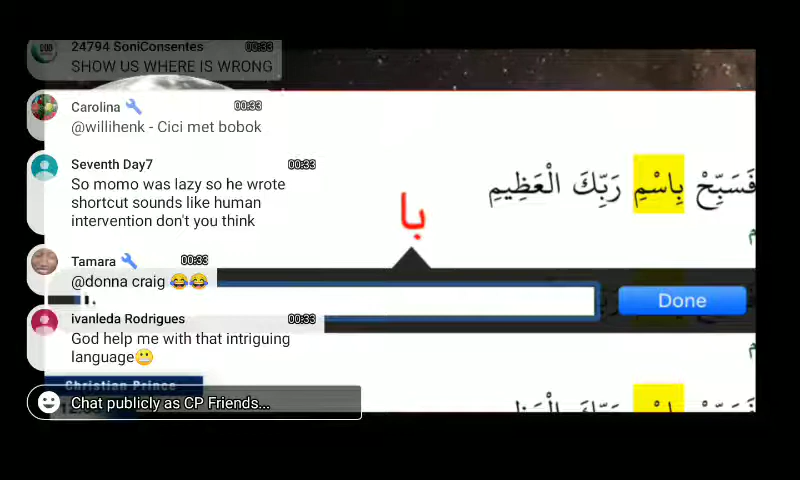 24794 SoniConsentes 00:33
SHOW US WHERE IS WRONG
Carolina 00:33
@willihenk - Cici met bobok
Seventh Day7 00:33
So momo was lazy so he wrote
shortcut sounds like human
intervention don't you think
Tamara 00:33
@donna craig 😂😂
ivanleda Rodrigues 00:33
God help me with that intriguing
language😬
Christian Prince
Chat publicly as CP Friends...
فَسَبِّحْ بِاسْمِ رَبِّكَ الْعَظِيمِ
با
Done